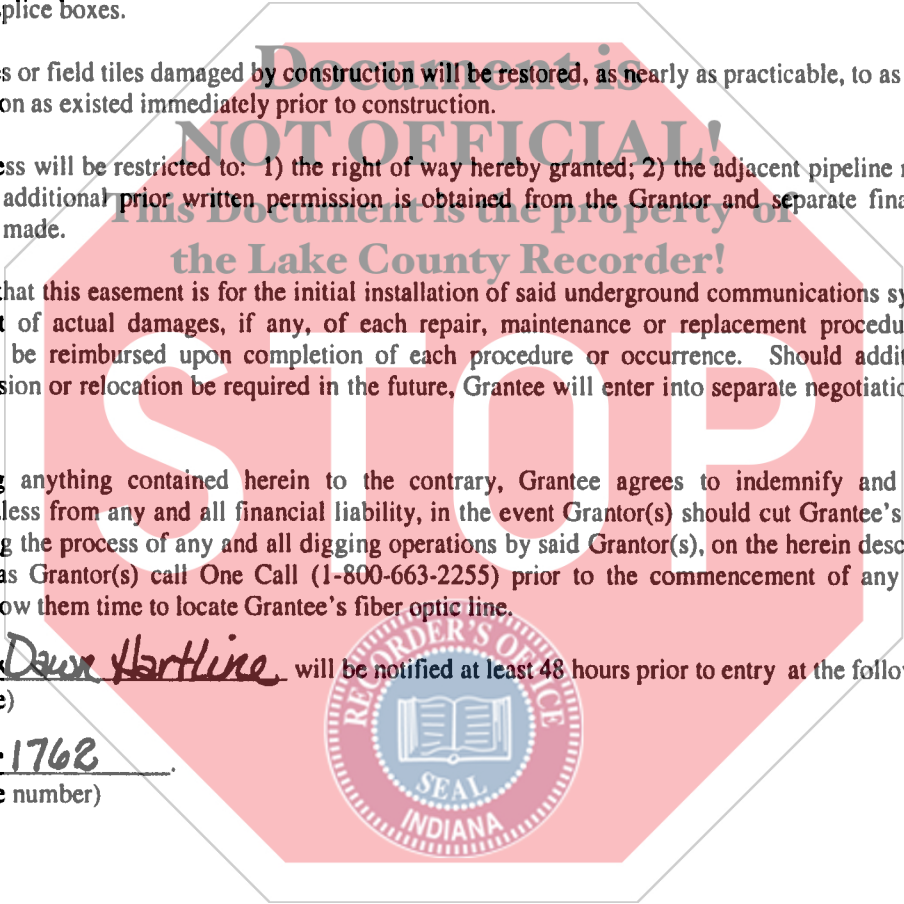 plice boxes.
Document is
s or field tiles damaged by construction will be restored, as nearly as practicable, to as
on as existed immediately prior to construction.
NOT OFFICIAL!
ess will be restricted to: 1) the right of way hereby granted; 2) the adjacent pipeline
additional prior written permission is obtained from the Grantor and separate fina
This Document is the property of
made.
the Lake County Recorder!
hat this easement is for the initial installation of said underground communications sy
t of actual damages, if any, of each repair, maintenance or replacement procedu
be reimbursed upon completion of each procedure or occurrence. Should addit
sion or relocation be required in the future, Grantee will enter into separate negotiatio
STOP
g anything contained herein to the contrary, Grantee agrees to indemnify and
less from any and all financial liability, in the event Grantor(s) should cut Grantee's
g the process of any and all digging operations by said Grantor(s), on the herein desc
as Grantor(s) call One Call (1-800-663-2255) prior to the commencement of any
ow them time to locate Grantee's fiber optic line.
Dawn Hartline will be notified at least 48 hours prior to entry at the follow
e)
1762.
e number)
RECORDER'S OFFICE
SEAL
INDIANA